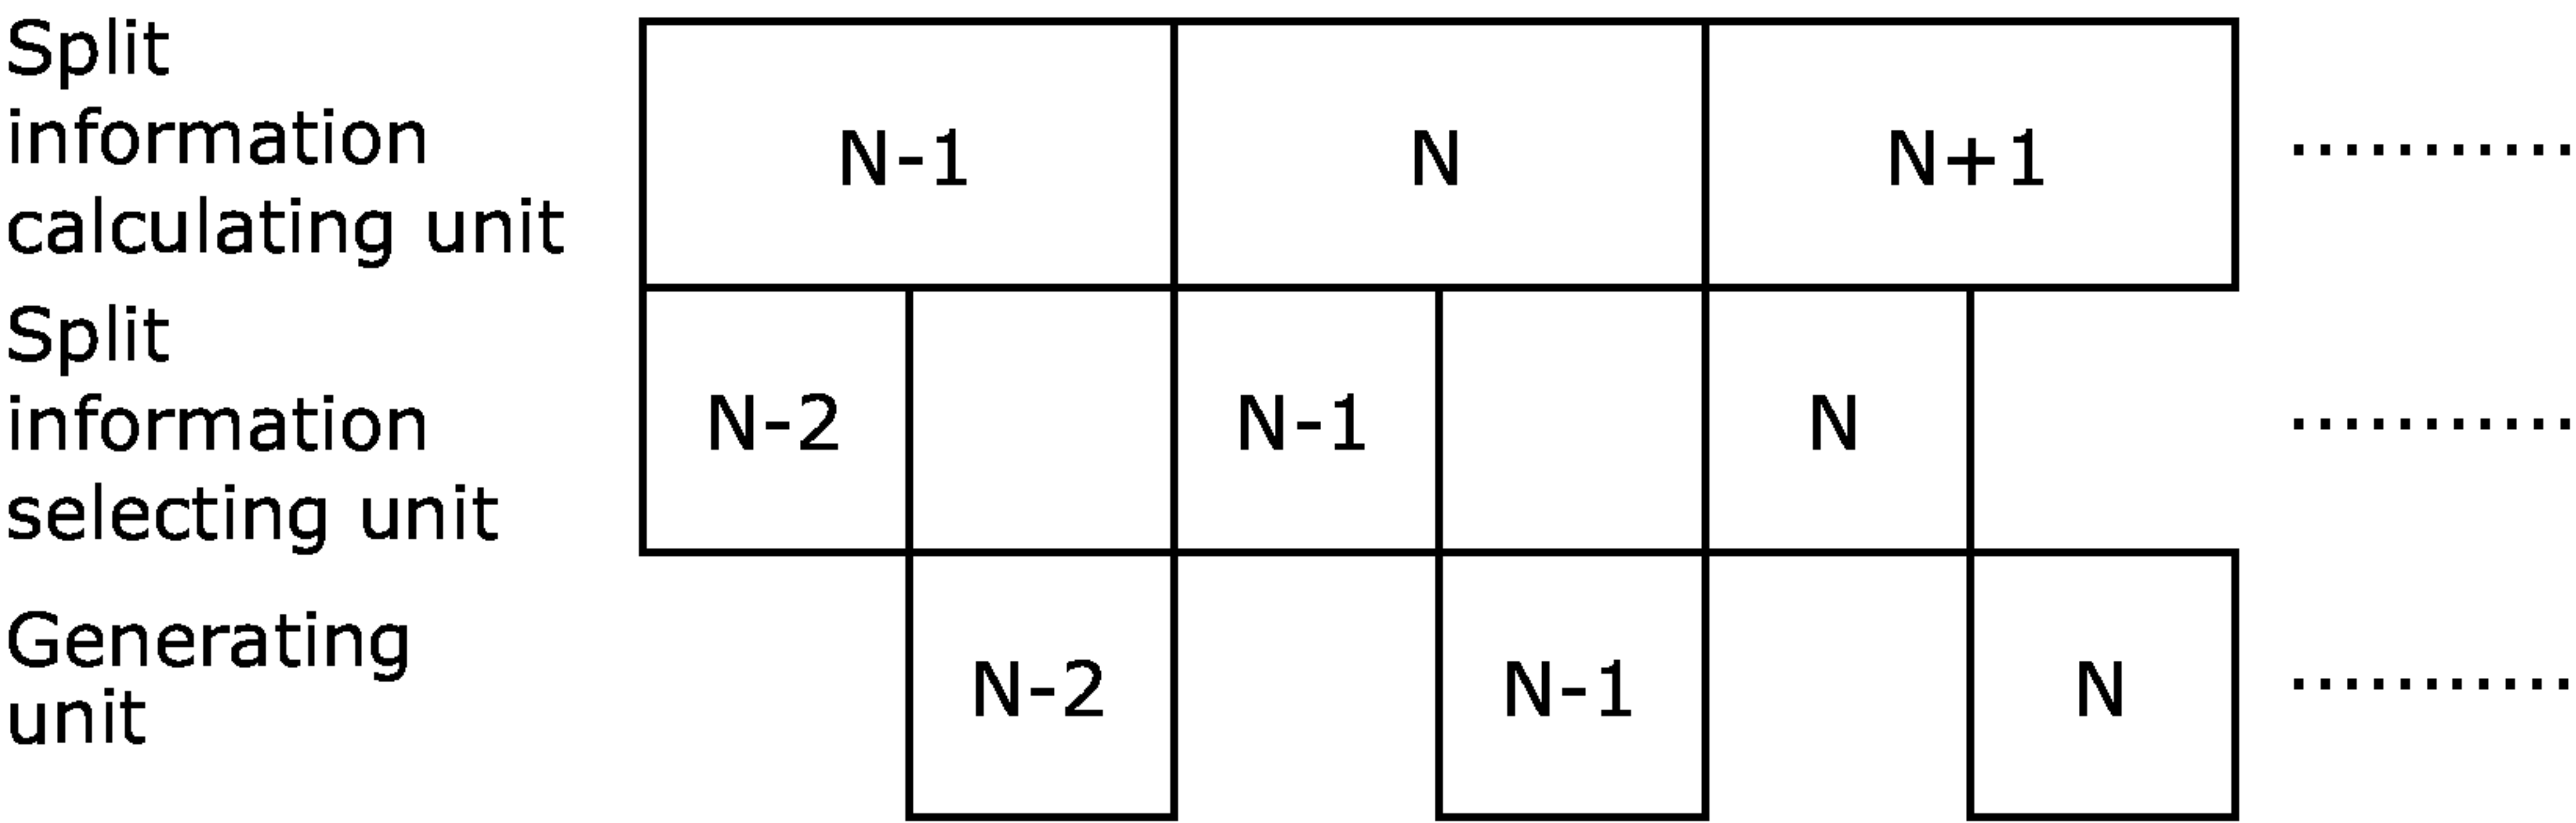 Split
information
calculating unit
N-1 N N+1 ...........
Split
information
selecting unit
N-2 N-1 N ...........
Generating
unit
N-2 N-1 N ...........